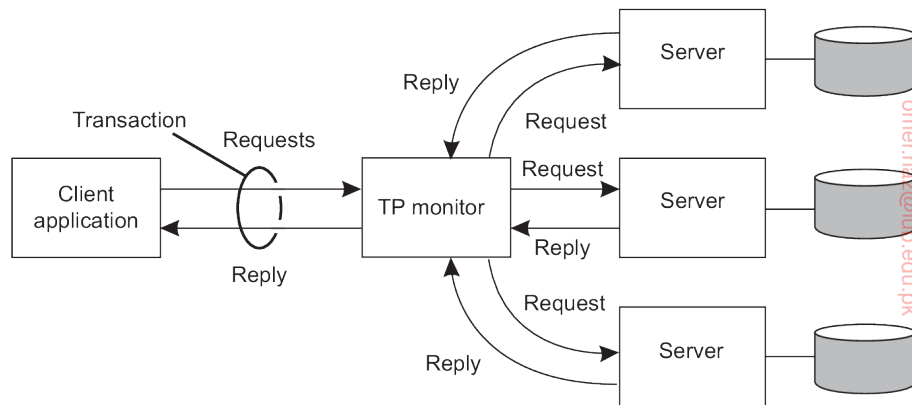 Server
Reply
Request
Transaction
Requests
Client
application
TP monitor
Request
Server
Reply
Reply
Request
Server
Reply